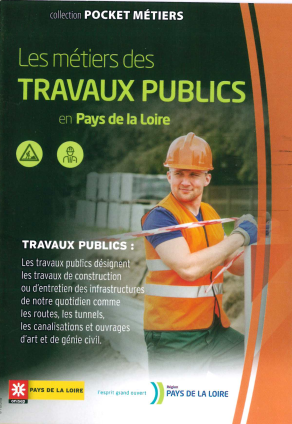 collection POCKET MÉTIERS
Les métiers des
TRAVAUX PUBLICS
en Pays de la Loire
TRAVAUX PUBLICS :
Les travaux publics désignent
les travaux de construction
ou d'entretien des infrastructures
de notre quotidien comme
les routes, les tunnels,
les canalisations et ouvrages
d'art et de génie civil.
onisep
PAYS DE LA LOIRE
l'esprit grand ouvert
Région
PAYS DE LA LOIRE